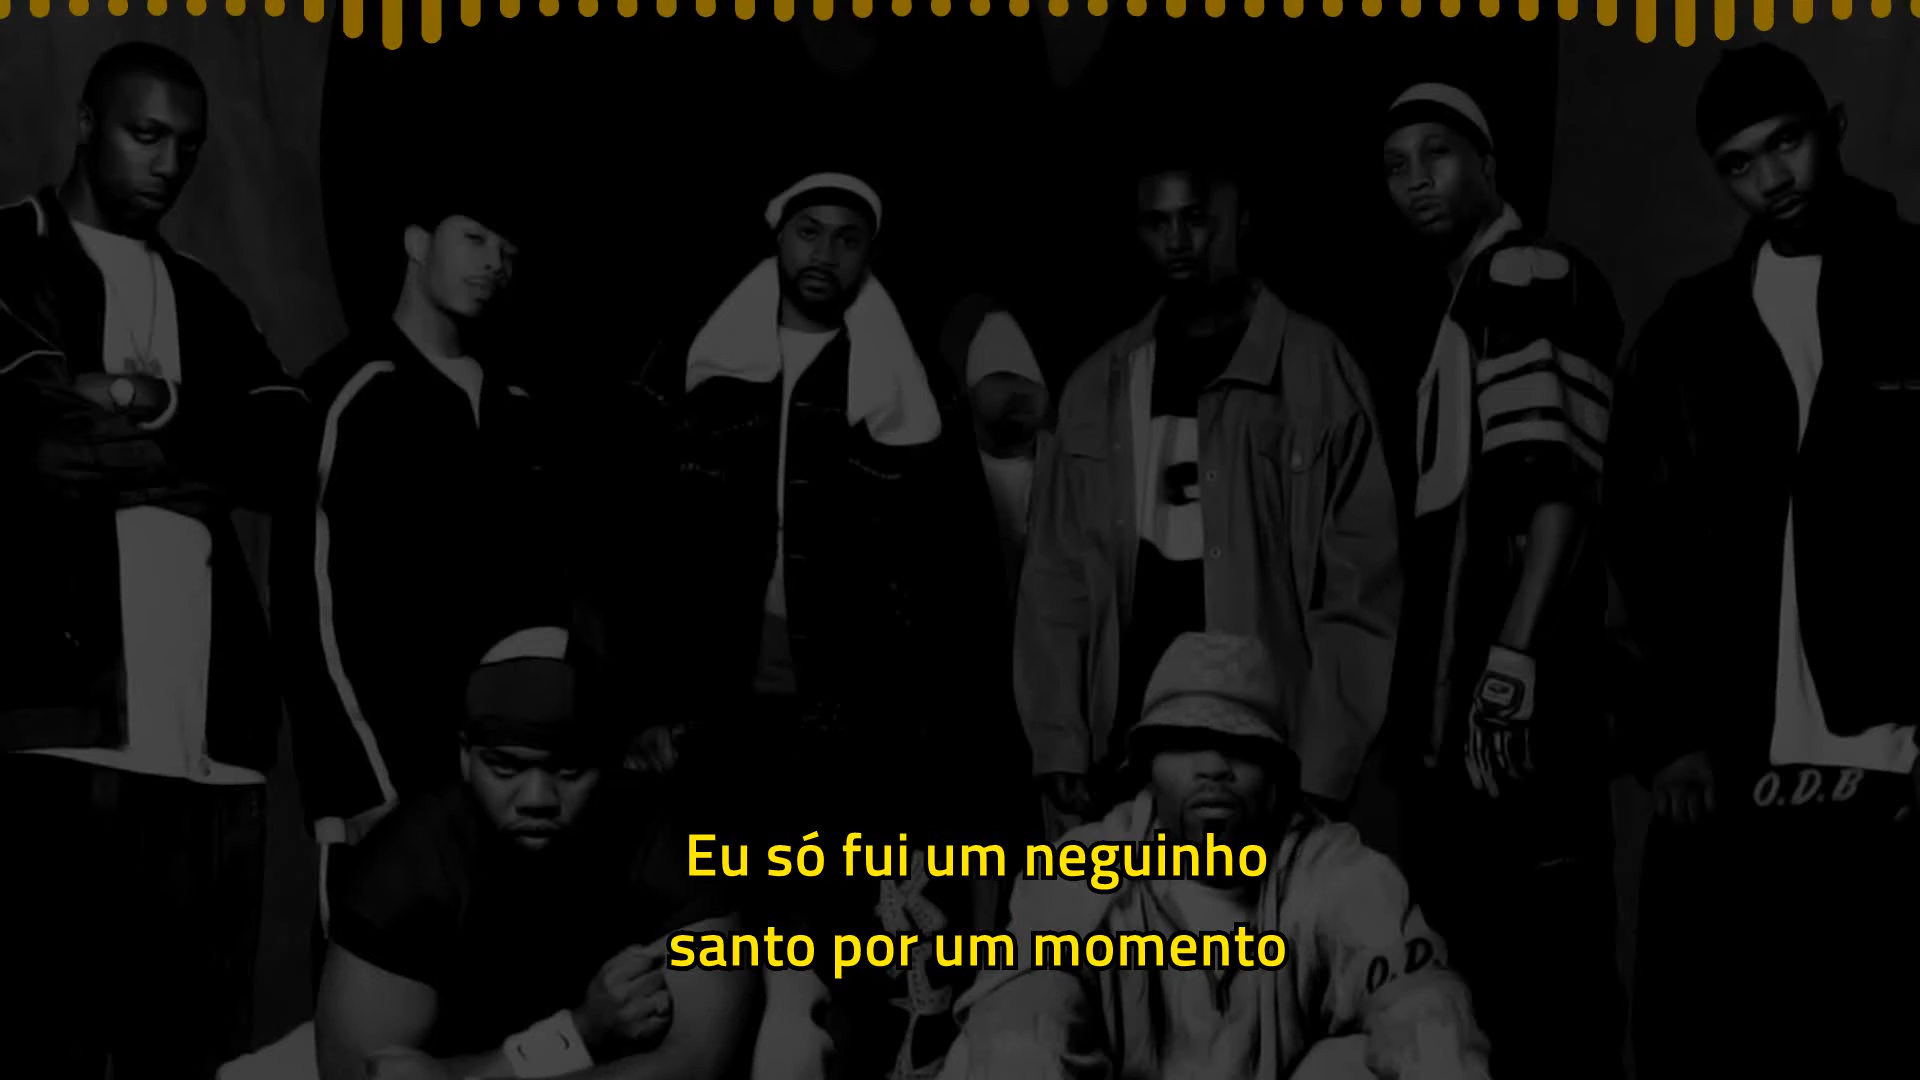 O.D.B
Eu só fui um neguinho
santo por um momento
O.D.